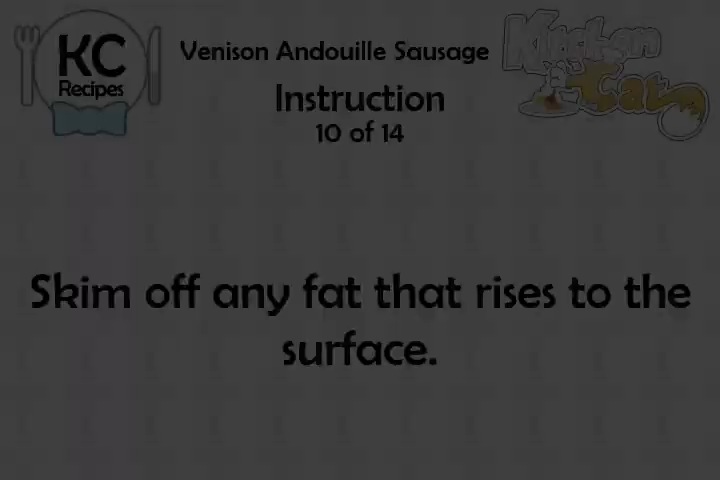 KC
Recipes
Venison Andouille Sausage
Kitchen
Cat
Instruction
10 of 14
Skim off any fat that rises to the
surface.